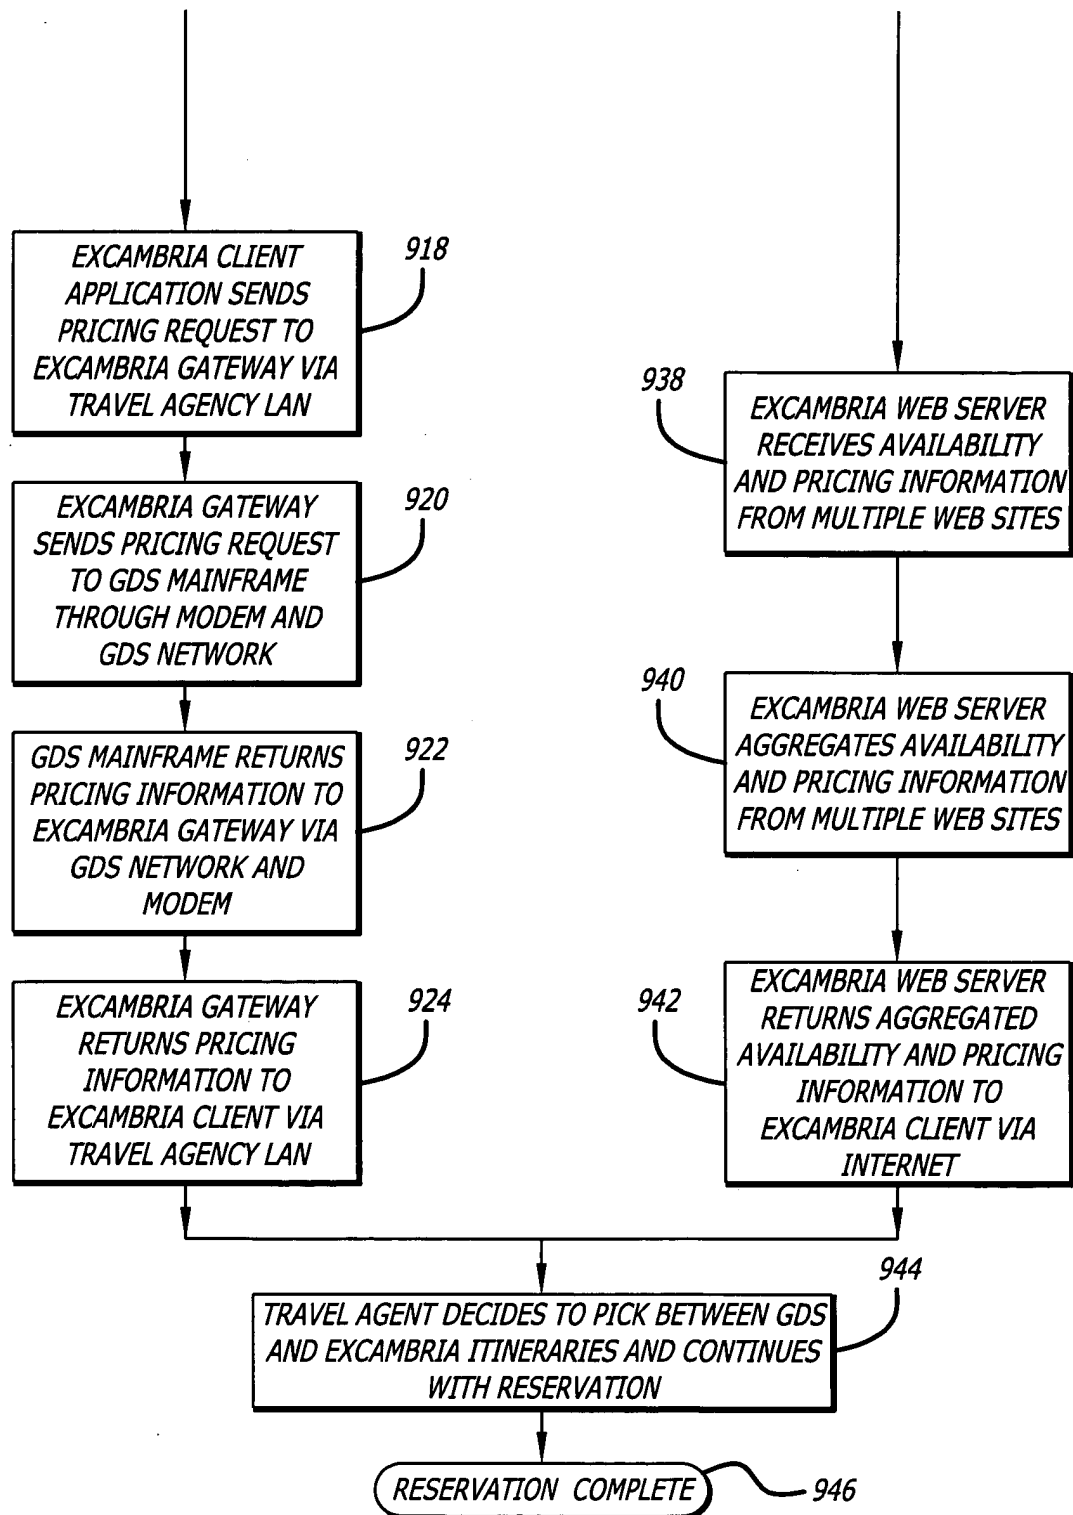 EXCAMBRIA CLIENT
APPLICATION SENDS
PRICING REQUEST TO
EXCAMBRIA GATEWAY VIA
TRAVEL AGENCY LAN
918
EXCAMBRIA GATEWAY
SENDS PRICING REQUEST
TO GDS MAINFRAME
THROUGH MODEM AND
GDS NETWORK
920
GDS MAINFRAME RETURNS
PRICING INFORMATION TO
EXCAMBRIA GATEWAY VIA
GDS NETWORK AND
MODEM
922
EXCAMBRIA GATEWAY
RETURNS PRICING
INFORMATION TO
EXCAMBRIA CLIENT VIA
TRAVEL AGENCY LAN
924
938
EXCAMBRIA WEB SERVER
RECEIVES AVAILABILITY
AND PRICING INFORMATION
FROM MULTIPLE WEB SITES
940
EXCAMBRIA WEB SERVER
AGGREGATES AVAILABILITY
AND PRICING INFORMATION
FROM MULTIPLE WEB SITES
942
EXCAMBRIA WEB SERVER
RETURNS AGGREGATED
AVAILABILITY AND PRICING
INFORMATION TO
EXCAMBRIA CLIENT VIA
INTERNET
944
TRAVEL AGENT DECIDES TO PICK BETWEEN GDS
AND EXCAMBRIA ITINERARIES AND CONTINUES
WITH RESERVATION
RESERVATION COMPLETE
946